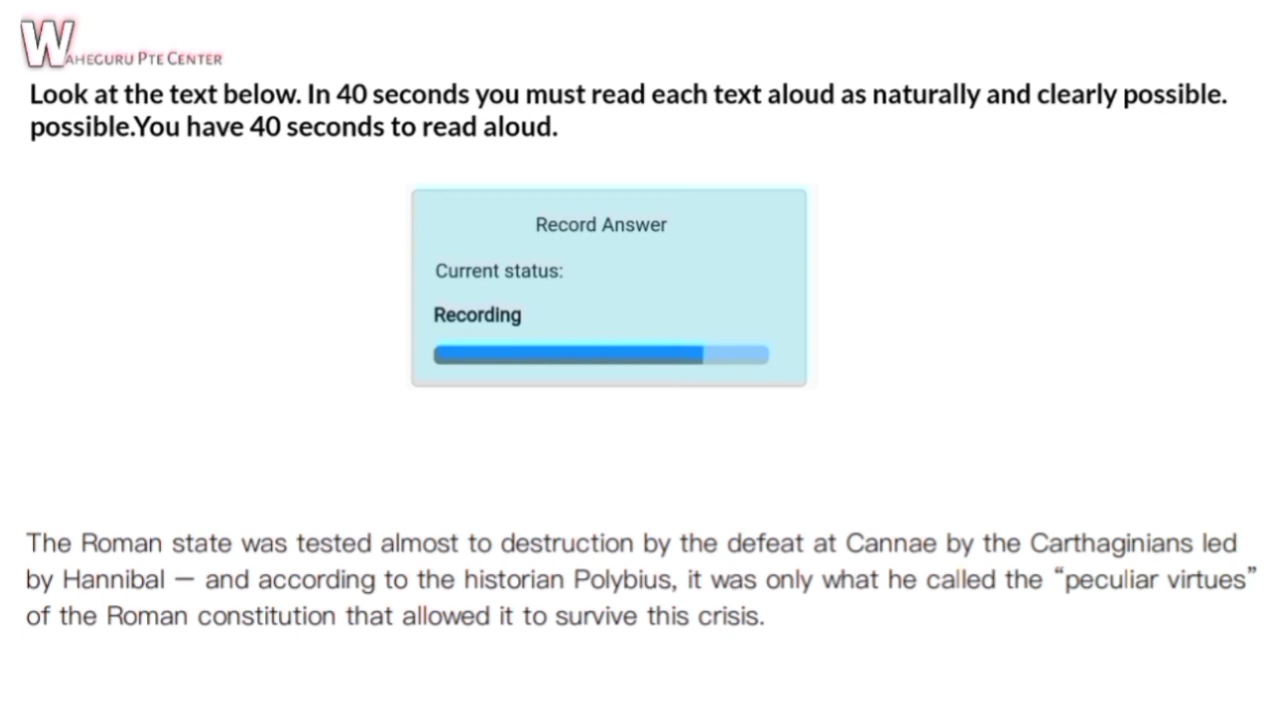 WAHEGURU PTE CENTER
Look at the text below. In 40 seconds you must read each text aloud as naturally and clearly possible.
possible.You have 40 seconds to read aloud.
Record Answer
Current status:
Recording
The Roman state was tested almost to destruction by the defeat at Cannae by the Carthaginians led
by Hannibal — and according to the historian Polybius, it was only what he called the “peculiar virtues”
of the Roman constitution that allowed it to survive this crisis.